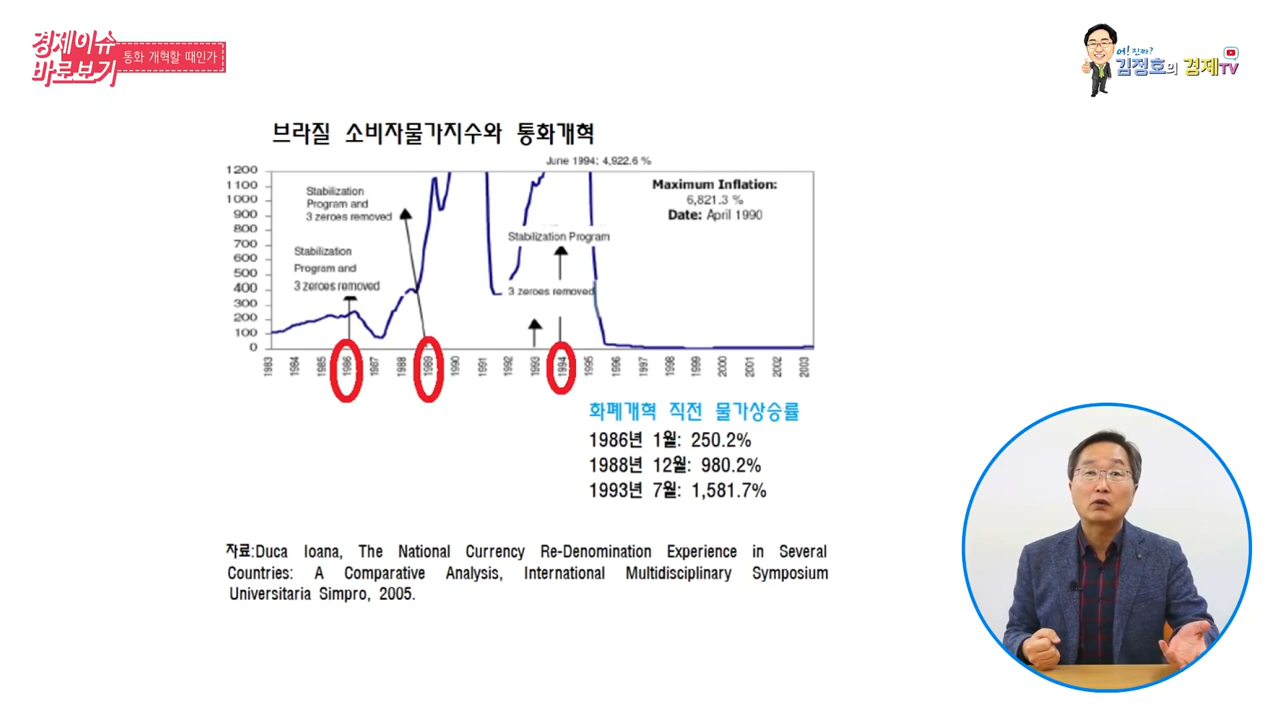 경제이슈
바로보기
통화 개혁할 때인가
어! 진짜?
김정호의 경제TV
브라질 소비자물가지수와 통화개혁
June 1994: 4,922.6 %
1200
1100
1000
900
800
700
600
500
400
300
200
100
0
Stabilization
Program and
3 zeroes removed
Stabilization
Program and
3 zeroes removed
Stabilization Program
3 zeroes removed
Maximum Inflation:
6,821.3 %
Date: April 1990
1983 1984 1985 1986 1987 1988 1989 1990 1991 1992 1993 1994 1995 1996 1997 1998 1999 2000 2001 2002 2003
화폐개혁 직전 물가상승률
1986년 1월: 250.2%
1988년 12월: 980.2%
1993년 7월: 1,581.7%
자료:Duca Ioana, The National Currency Re-Denomination Experience in Several
Countries: A Comparative Analysis, International Multidisciplinary Symposium
Universitaria Simpro, 2005.